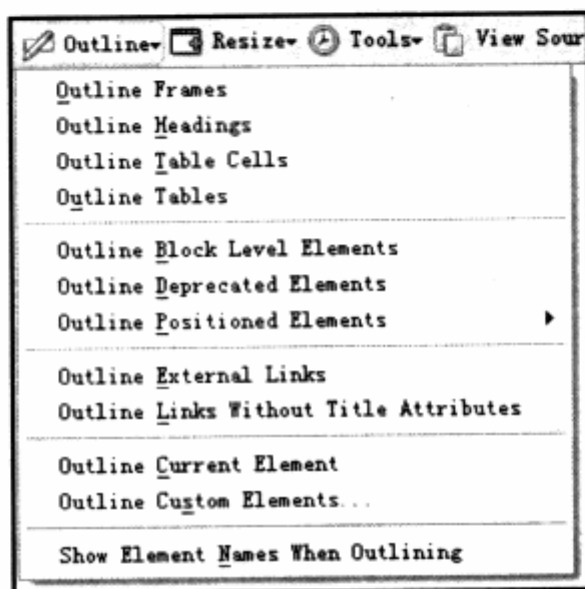 Outline Resize Tools View Sour
Outline Frames
Outline Headings
Outline Table Cells
Outline Tables
Outline Block Level Elements
Outline Deprecated Elements
Outline Positioned Elements
Outline External Links
Outline Links Without Title Attributes
Outline Current Element
Outline Custom Elements...
Show Element Names When Outlining